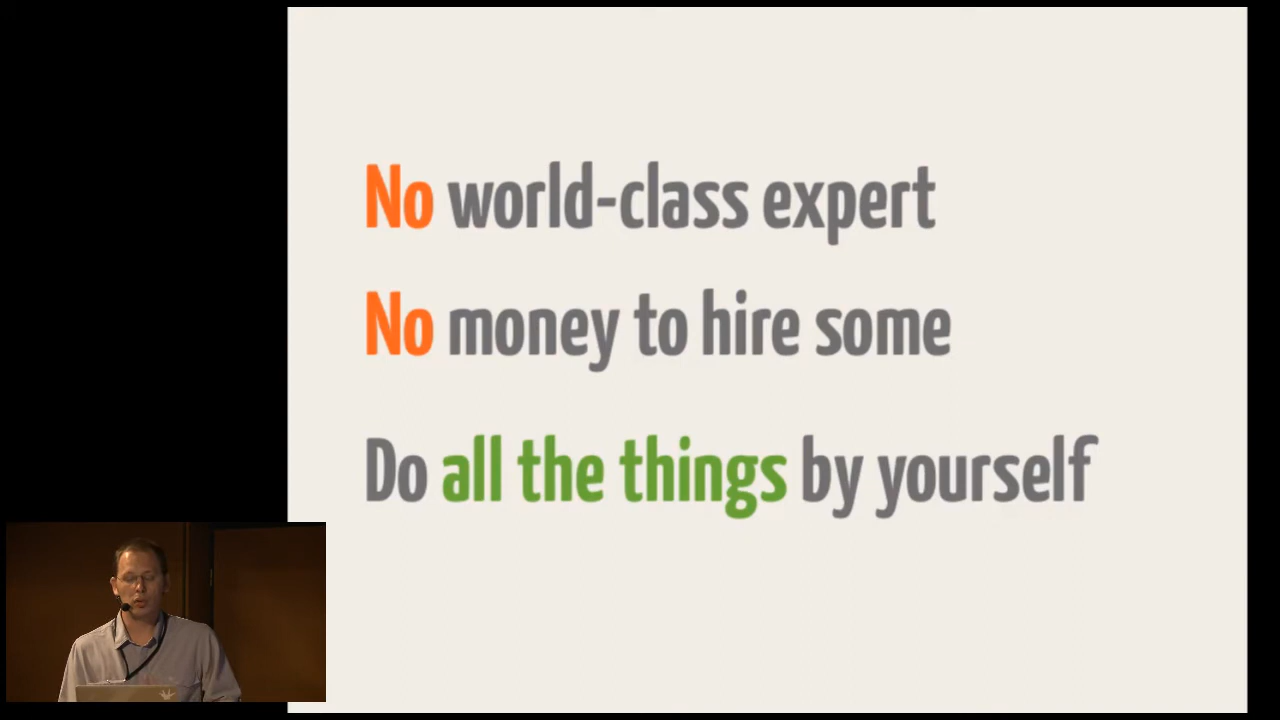 No world-class expert
No money to hire some
Do all the things by yourself